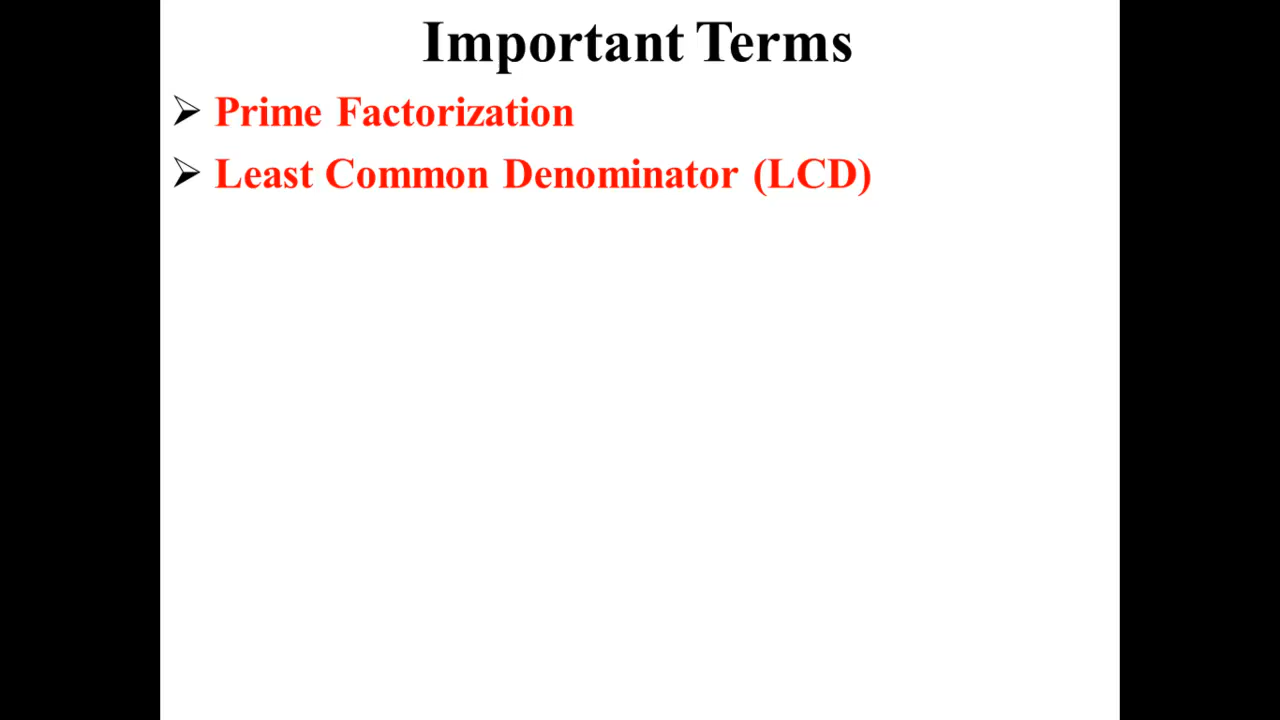 Important Terms
Prime Factorization
Least Common Denominator (LCD)